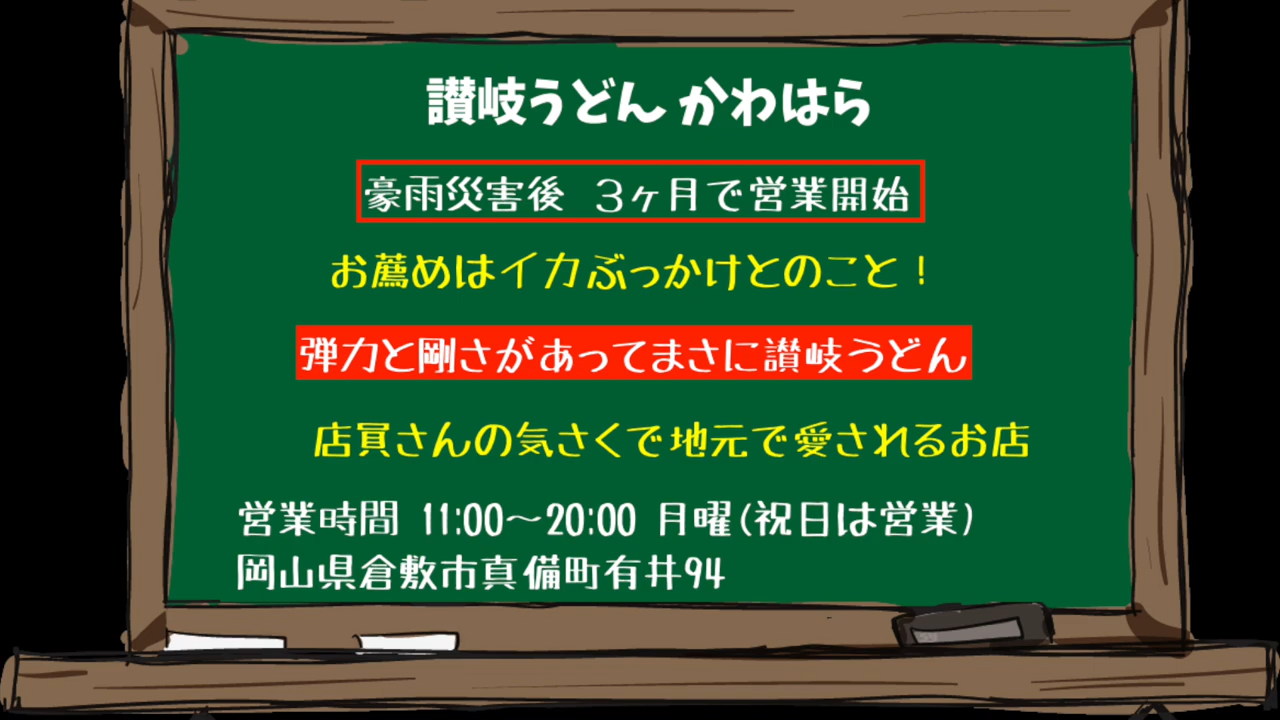 讃岐うどん かわはら
豪雨災害後 3ヶ月で営業開始
お薦めはイカぶっかけとのこと！
弾力と剛さがあってまさに讃岐うどん
店員さんの気さくで地元で愛されるお店
営業時間 11:00〜20:00 月曜(祝日は営業)
岡山県倉敷市真備町有井94